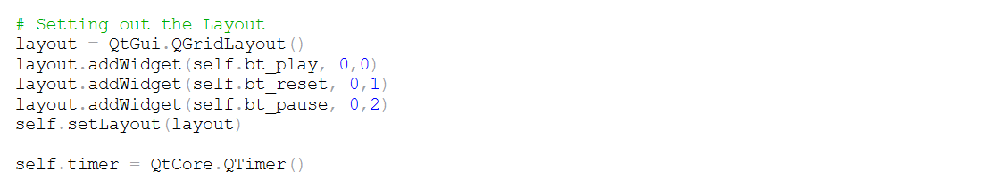 # Setting out the Layout
layout = QtGui.QGridLayout()
layout.addWidget(self.bt_play, 0,0)
layout.addWidget(self.bt_reset, 0,1)
layout.addWidget(self.bt_pause, 0,2)
self.setLayout(layout)
self.timer = QtCore.QTimer()